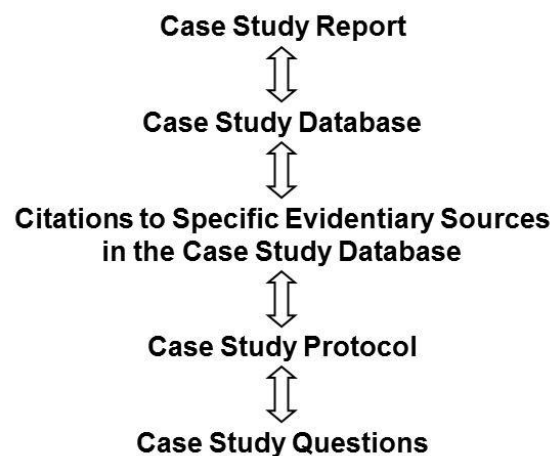 Case Study Report
Case Study Database
Citations to Specific Evidentiary Sources
in the Case Study Database
Case Study Protocol
Case Study Questions